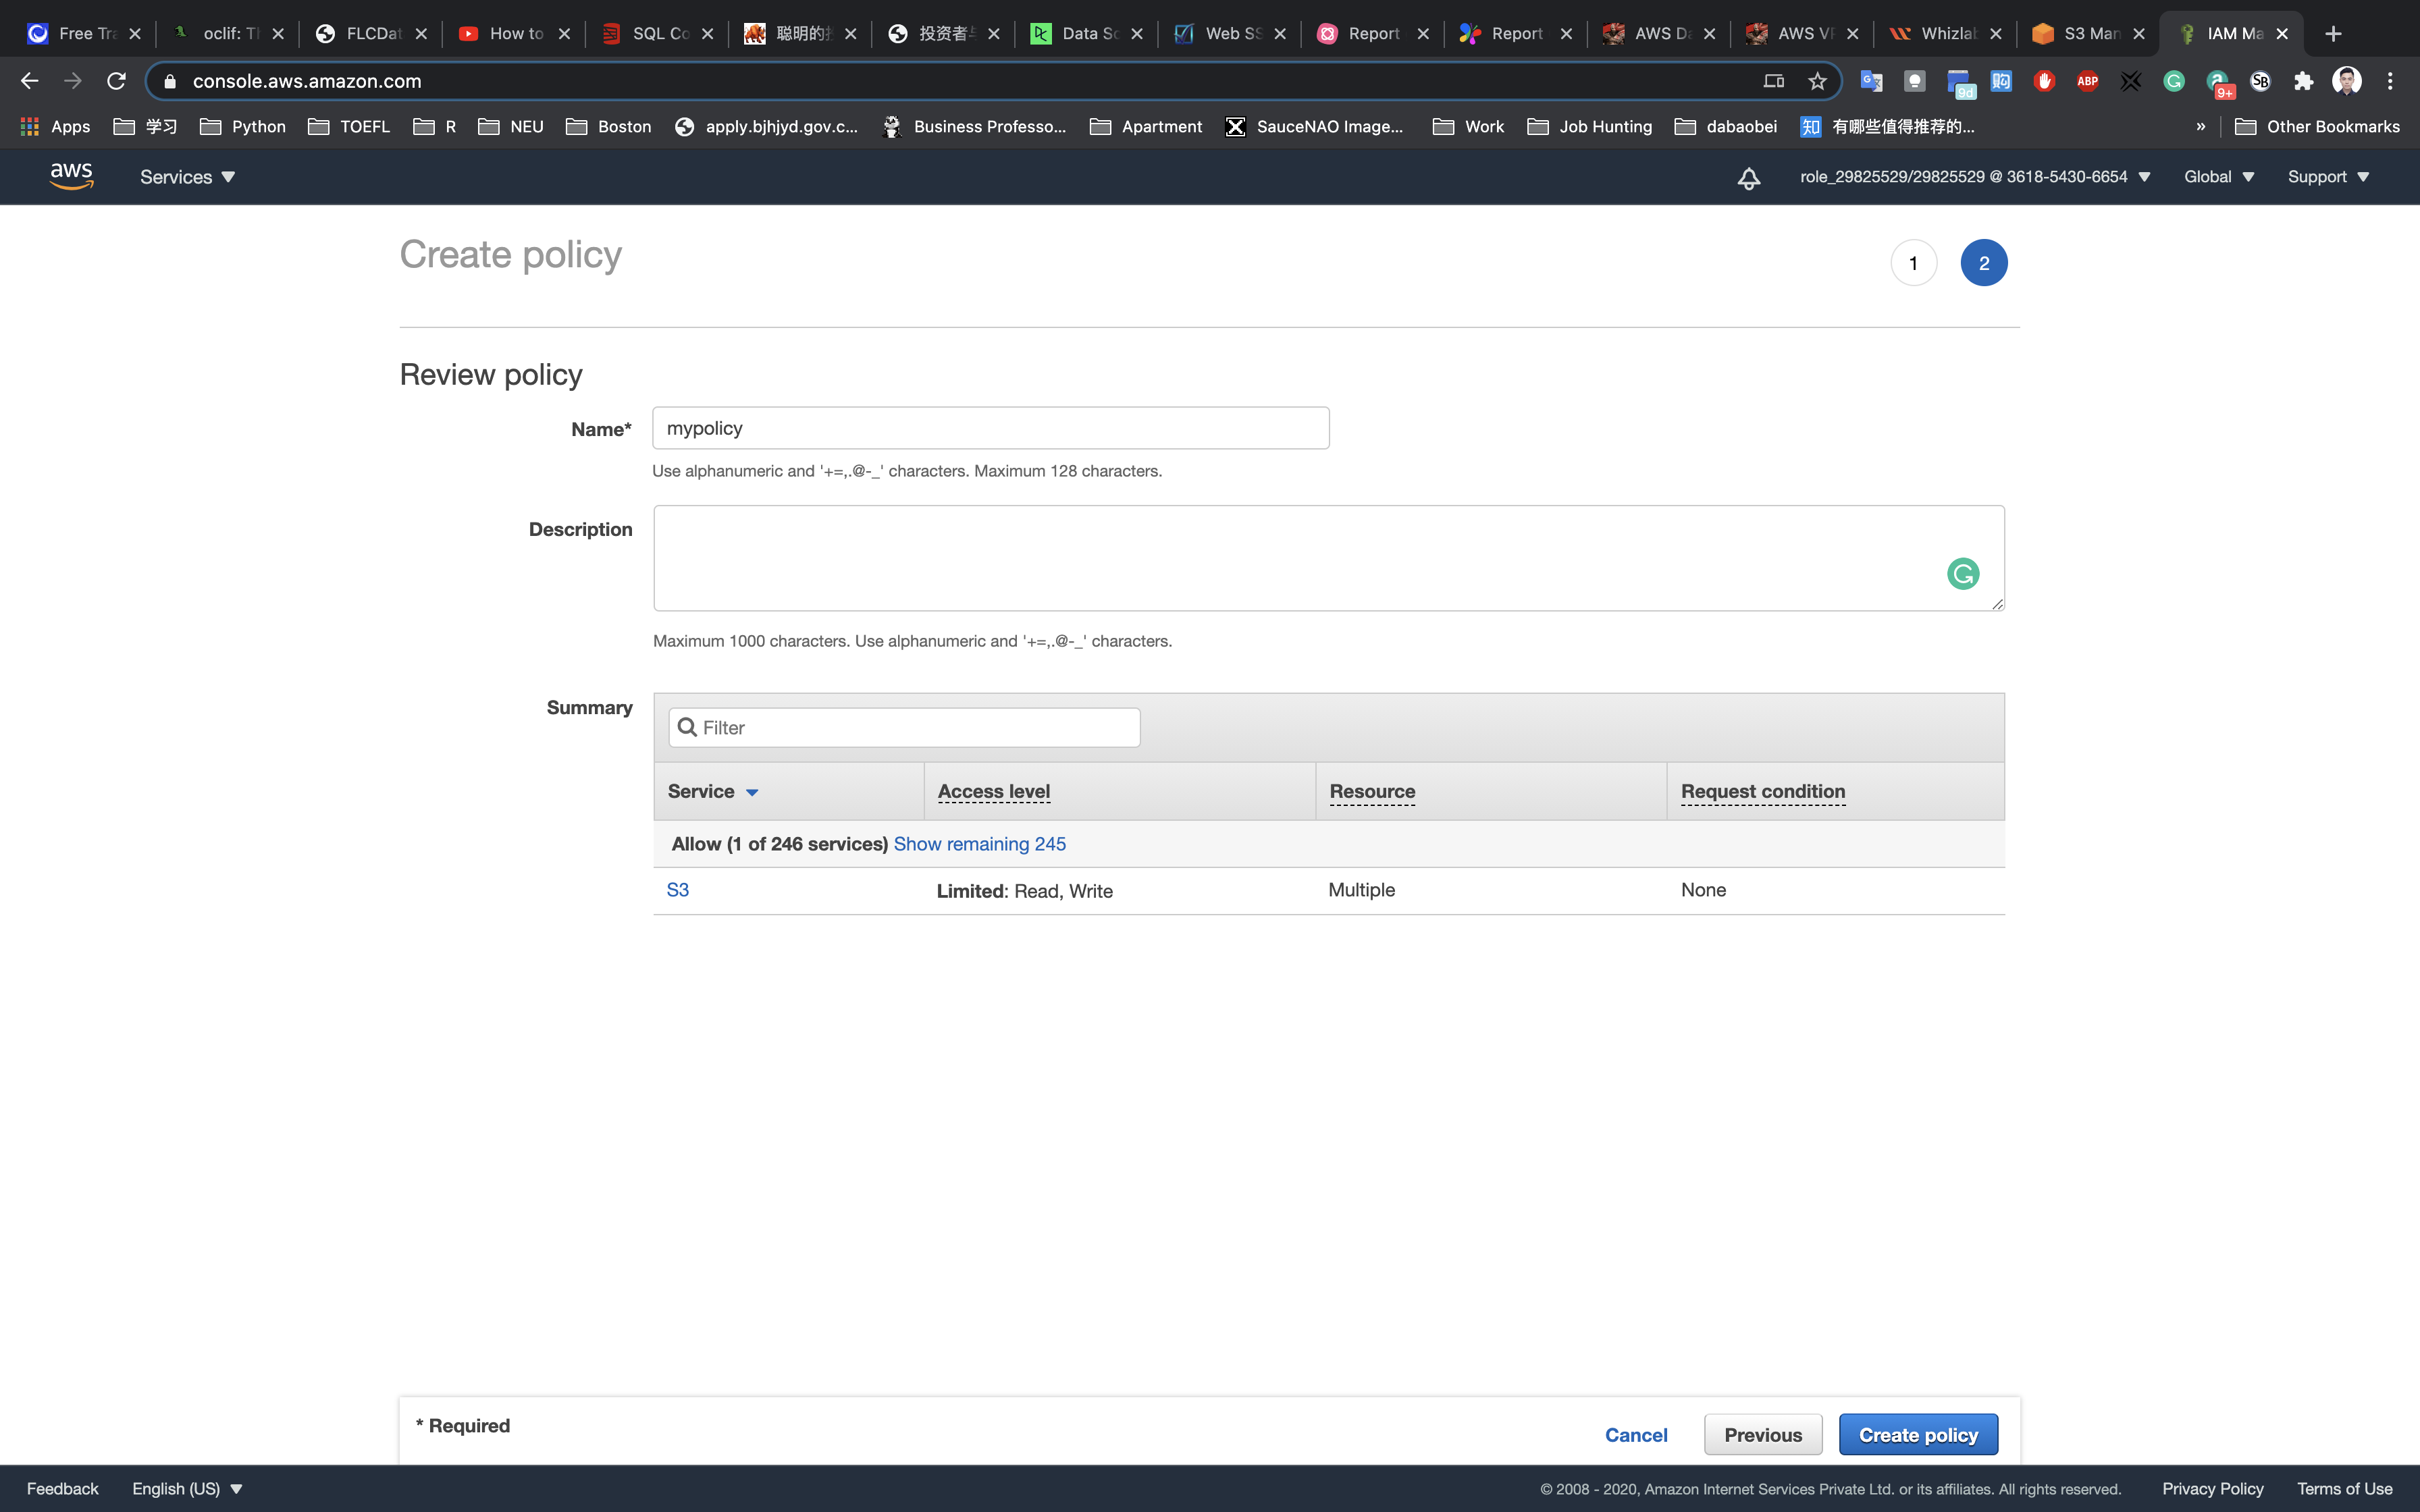 Free Tra oclif: Th FLCDat How to SQL Co 聪明的 投资者 Data Sc Web SS Report Report AWS Da AWS VP Whizlab S3 Man IAM Ma
console.aws.amazon.com
9d 购 ABP 9+ SB
Apps 学习 Python TOEFL R NEU Boston apply.bjhjyd.gov.c... Business Professo... Apartment SauceNAO Image... Work Job Hunting dabaobei 知 有哪些值得推荐的... » Other Bookmarks
aws Services role_29825529/29825529 @ 3618-5430-6654 Global Support
Create policy 1 2
Review policy
Name* mypolicy
Use alphanumeric and '+=,.@-_' characters. Maximum 128 characters.
Description
Maximum 1000 characters. Use alphanumeric and '+=,.@-_' characters.
Summary Filter
Service Access level Resource Request condition
Allow (1 of 246 services) Show remaining 245
S3 Limited: Read, Write Multiple None
* Required Cancel Previous Create policy
Feedback English (US) © 2008 - 2020, Amazon Internet Services Private Ltd. or its affiliates. All rights reserved. Privacy Policy Terms of Use